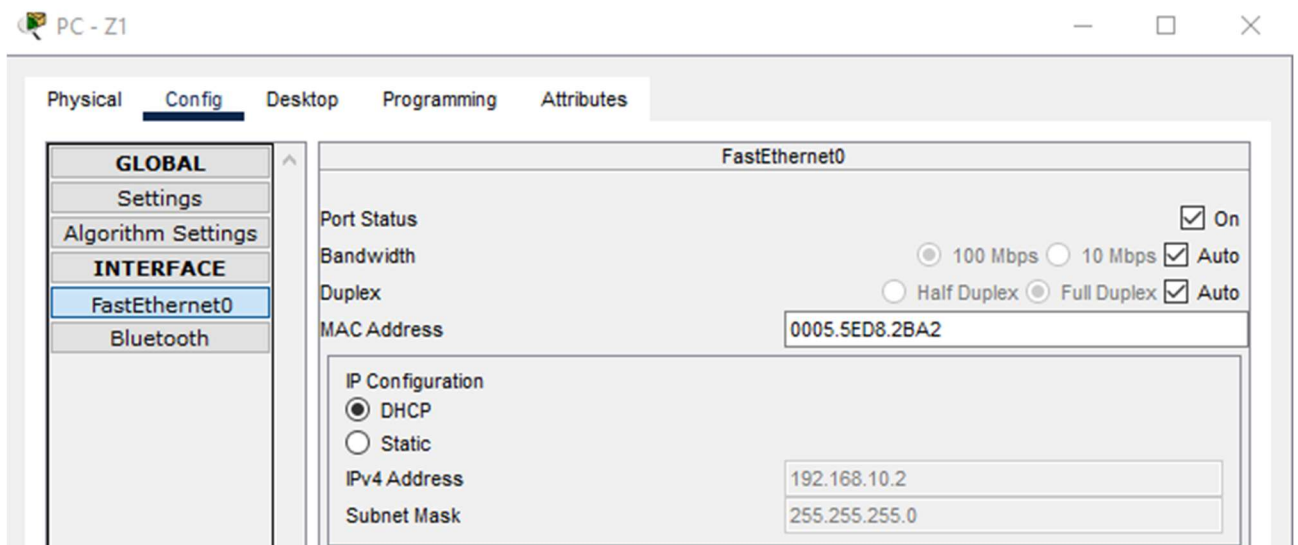 PC - Z1
Physical Config Desktop Programming Attributes
GLOBAL
Settings
Algorithm Settings
INTERFACE
FastEthernet0
Bluetooth
FastEthernet0
Port Status On
Bandwidth 100 Mbps 10 Mbps Auto
Duplex Half Duplex Full Duplex Auto
MAC Address 0005.5ED8.2BA2
IP Configuration
DHCP
Static
IPv4 Address 192.168.10.2
Subnet Mask 255.255.255.0